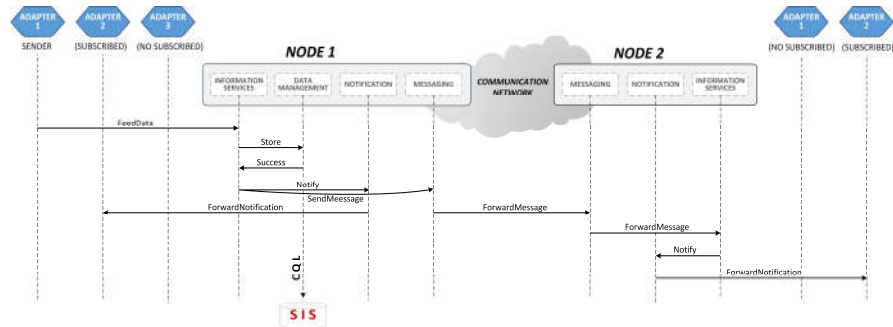 ADAPTER
1
ADAPTER
2
ADAPTER
3
ADAPTER
1
ADAPTER
2
SENDER
(SUBSCRIBED)
(NO SUBSCRIBED)
(NO SUBSCRIBED)
(SUBSCRIBED)
NODE 1
NODE 2
INFORMATION
SERVICES
DATA
MANAGEMENT
NOTIFICATION
MESSAGING
COMMUNICATION
NETWORK
MESSAGING
NOTIFICATION
INFORMATION
SERVICES
FeedData
Store
Success
Notify
SendMeessage
ForwardNotification
ForwardMessage
ForwardMessage
Notify
ForwardNotification
CQL
SIS